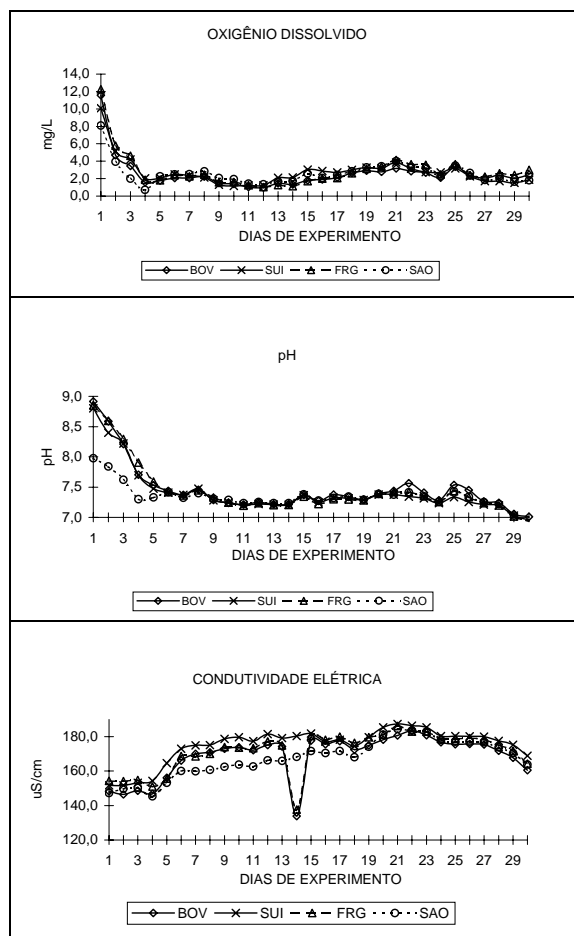 OXIGÊNIO DISSOLVIDO
14,0
12,0
10,0
8,0
6,0
4,0
2,0
0,0
mg/L
1 3 5 7 9 11 13 15 17 19 21 23 25 27 29
DIAS DE EXPERIMENTO
BOV SUI FRG SAO
pH
9,0
8,5
8,0
7,5
7,0
pH
1 3 5 7 9 11 13 15 17 19 21 23 25 27 29
DIAS DE EXPERIMENTO
BOV SUI FRG SAO
CONDUTIVIDADE ELÉTRICA
180,0
160,0
140,0
120,0
uS/cm
1 3 5 7 9 11 13 15 17 19 21 23 25 27 29
DIAS DE EXPERIMENTO
BOV SUI FRG SAO